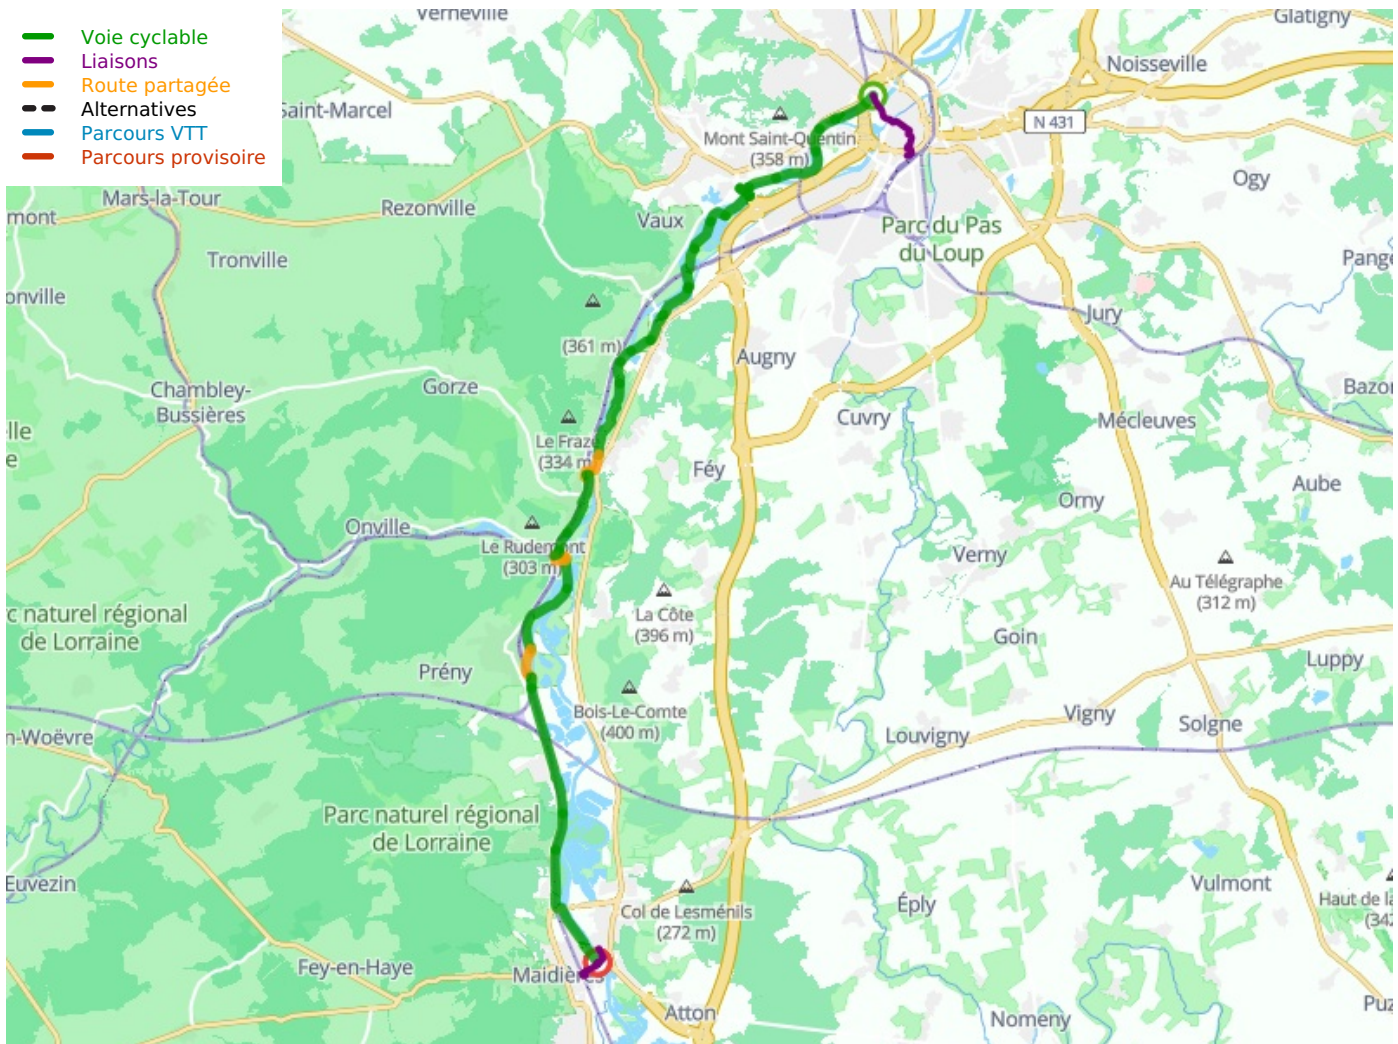 Voie cyclable
Liaisons
Route partagée
Alternatives
Parcours VTT
Parcours provisoire
Verneville
Glatigny
Noisseville
Saint-Marcel
N 431
Mont Saint-Quentin
(358 m)
Ogy
Mars-la-Tour
Rezonville
mont
Vaux
Parc du Pas
du Loup
Tronville
Pange
onville
Jury
(361 m)
Augny
Chambley-
Bussières
Gorze
Bazon
Cuvry
Mécleuves
lle
e
Le Fraze
(334 m)
Féy
Aube
Orny
Onville
Le Rudemont
(303 m)
Verny
Au Télégraphe
(312 m)
La Côte
(396 m)
c naturel régional
de Lorraine
Goin
Luppy
Prény
Bois-Le-Comte
(400 m)
Vigny
Solgne
n-Woëvre
Louvigny
Parc naturel régional
de Lorraine
Euvezin
Vulmont
Col de Lesménils
(272 m)
Éply
Haut de la
(342
Fey-en-Haye
Maidières
Atton
Nomeny
Puz